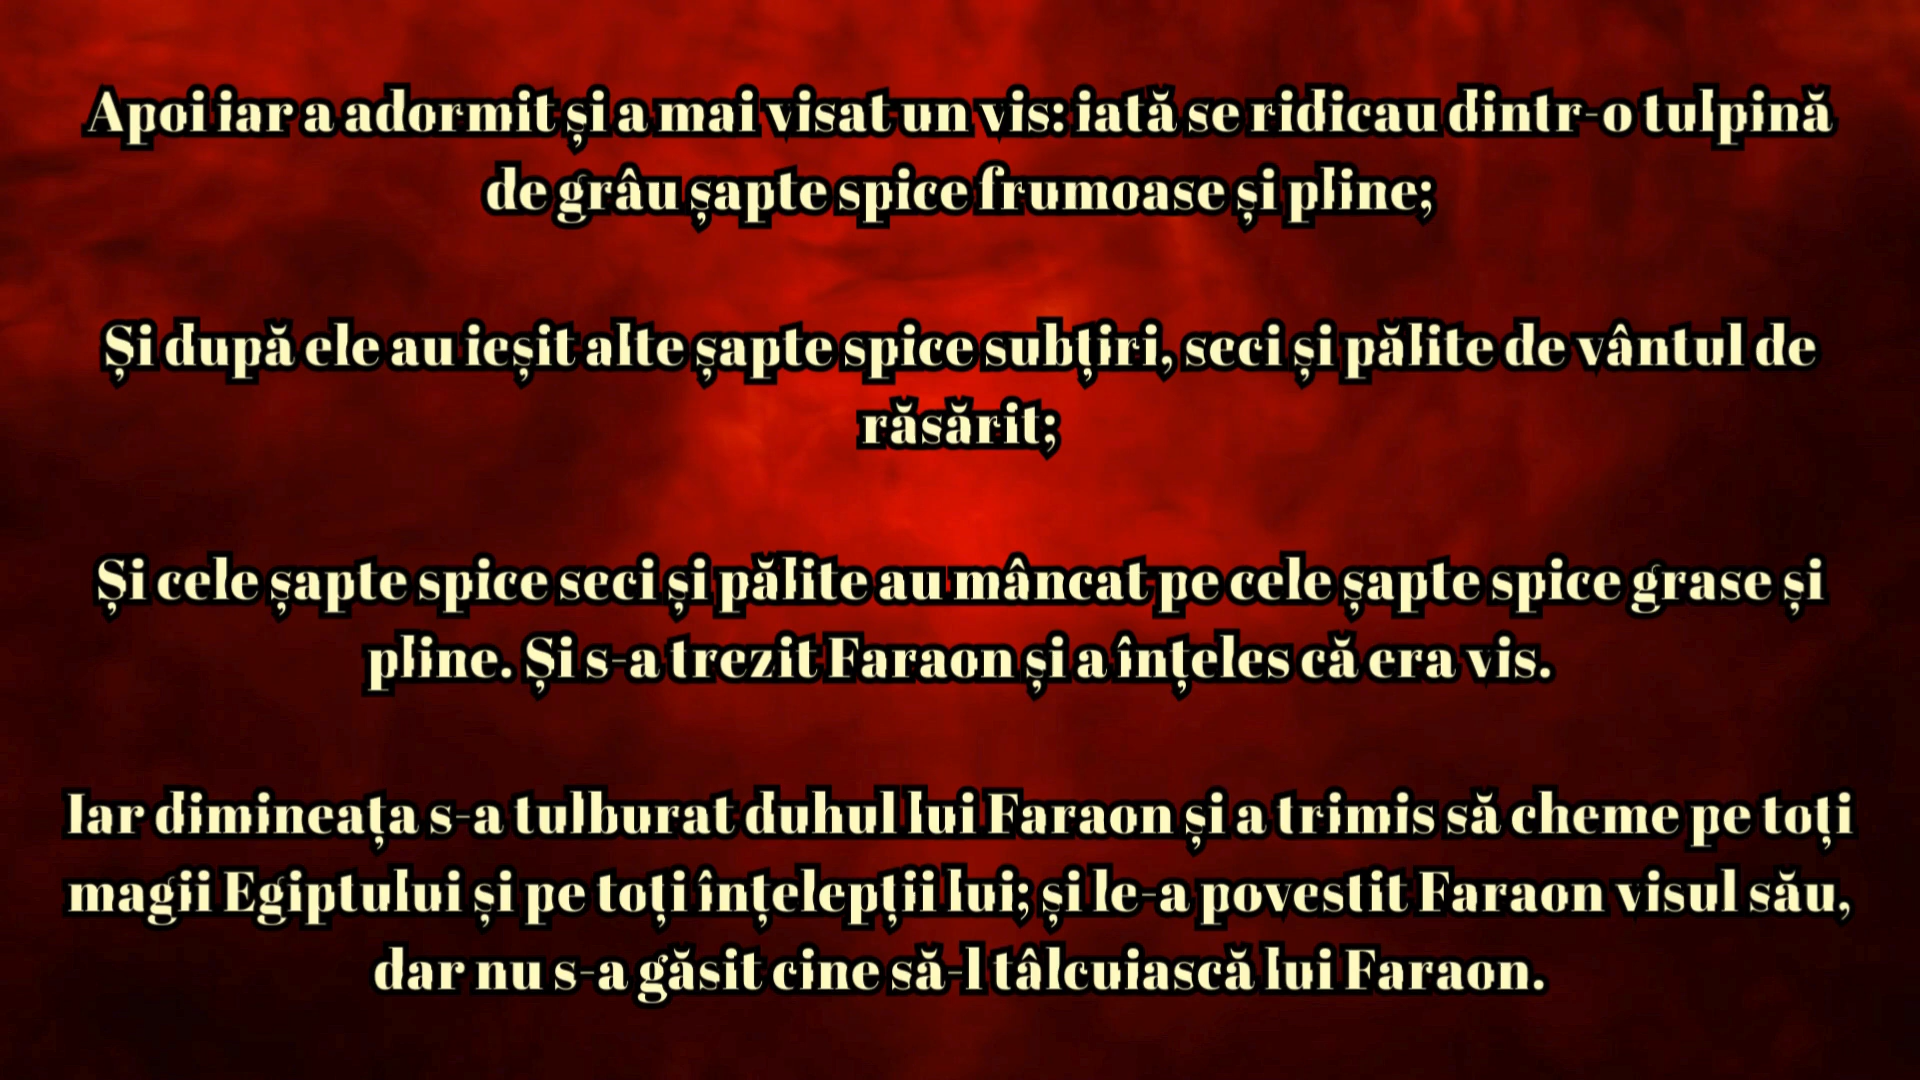 Apoi iar a adormit și a mai visat un vis: iată se ridicau dintr-o tulpină
de grâu șapte spice frumoase și pline;
Și după ele au ieșit alte șapte spice subțiri, seci și pălite de vântul de
răsărit;
Și cele șapte spice seci și pălite au mâncat pe cele șapte spice grase și
pline. Și s-a trezit Faraon și a înțeles că era vis.
Iar dimineața s-a tulburat duhul lui Faraon și a trimis să cheme pe toți
magii Egiptului și pe toți înțelepții lui; și le-a povestit Faraon visul său,
dar nu s-a găsit cine să-l tâlcuiască lui Faraon.